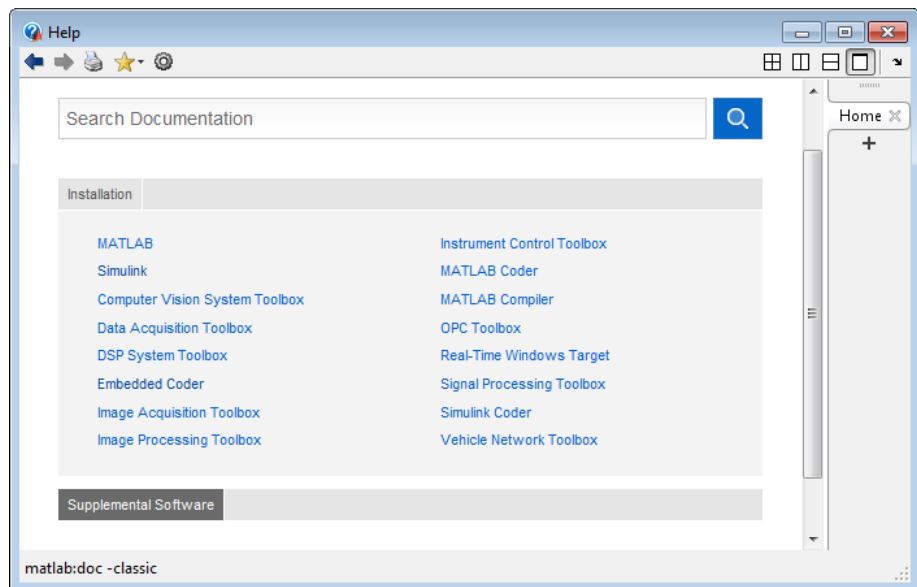 Help
Search Documentation
Home
Installation
MATLAB
Simulink
Computer Vision System Toolbox
Data Acquisition Toolbox
DSP System Toolbox
Embedded Coder
Image Acquisition Toolbox
Image Processing Toolbox
Instrument Control Toolbox
MATLAB Coder
MATLAB Compiler
OPC Toolbox
Real-Time Windows Target
Signal Processing Toolbox
Simulink Coder
Vehicle Network Toolbox
Supplemental Software
matlab:doc -classic